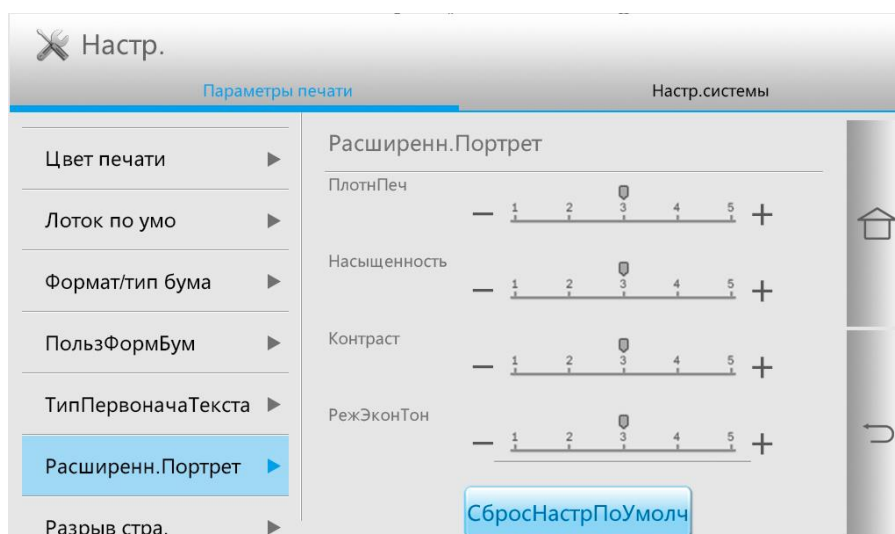 Настр.
Параметры печати
Настр.системы
Цвет печати
Лоток по умо
Формат/тип бума
ПользФормБум
ТипПервоначаТекста
Расширенн.Портрет
Разрыв стра.
Расширенн.Портрет
ПлотнПеч
1 2 3 4 5
Насыщенность
1 2 3 4 5
Контраст
1 2 3 4 5
РежЭконТон
1 2 3 4 5
СбросНастрПоУмолч